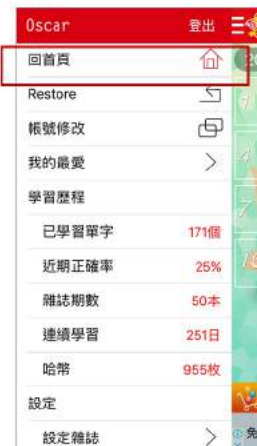 Oscar 登出
回首頁
Restore
帳號修改
我的最愛
學習歷程
已學習單字 171個
近期正確率 25%
雜誌期數 50本
連續學習 251日
哈幣 955枚
設定
設定雜誌
免